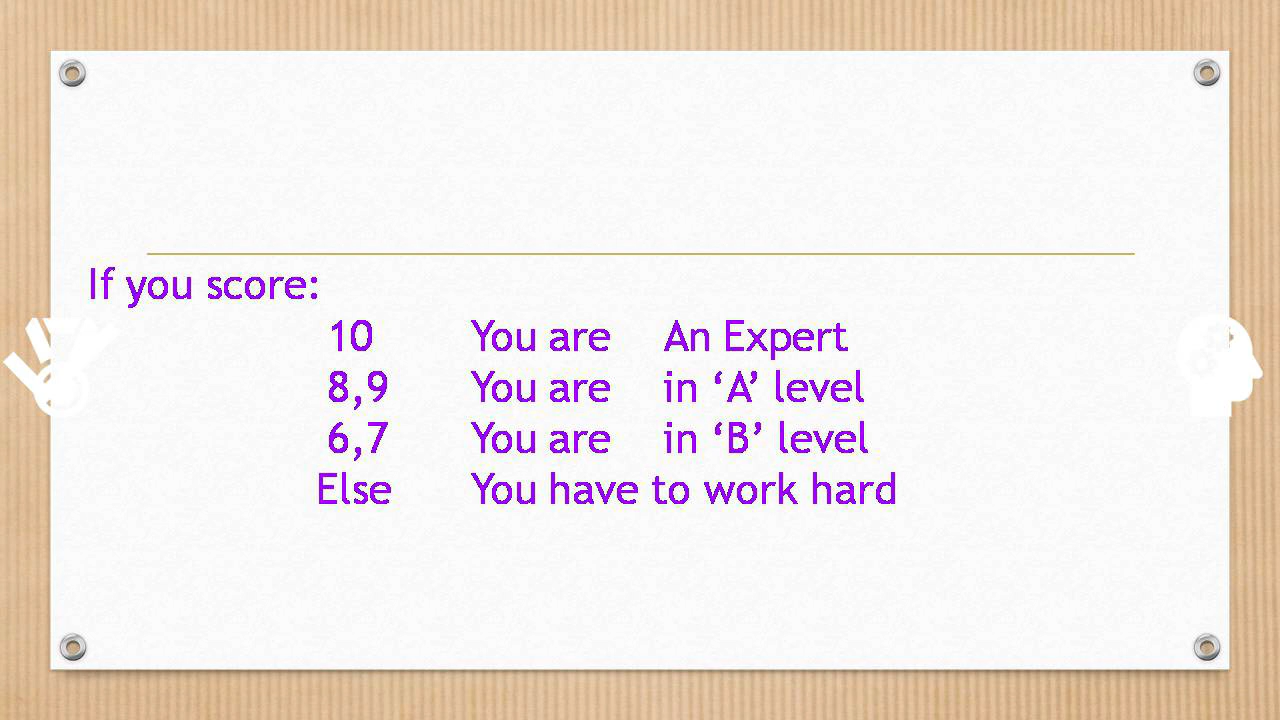 If you score:
10 You are An Expert
8,9 You are in ‘A’ level
6,7 You are in ‘B’ level
Else You have to work hard